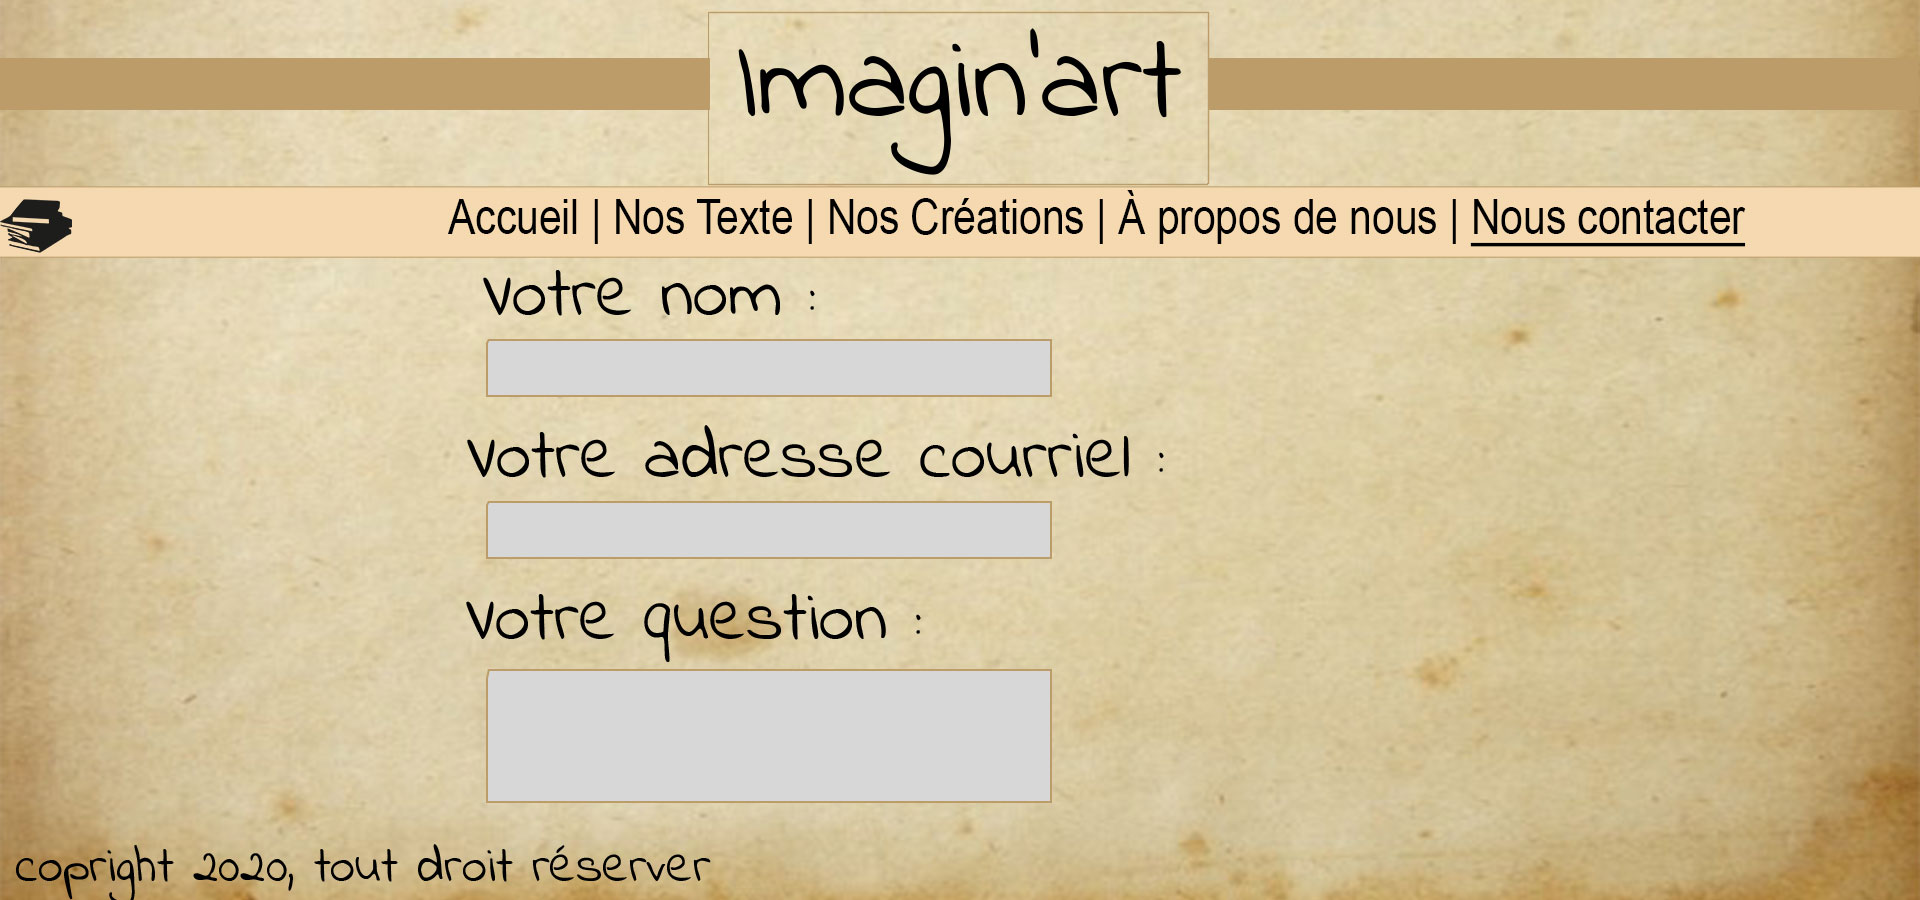 Imagin'art
Accueil | Nos Texte | Nos Créations | À propos de nous | Nous contacter
Votre nom :
Votre adresse courriel :
Votre question :
copright 2020, tout droit réserver